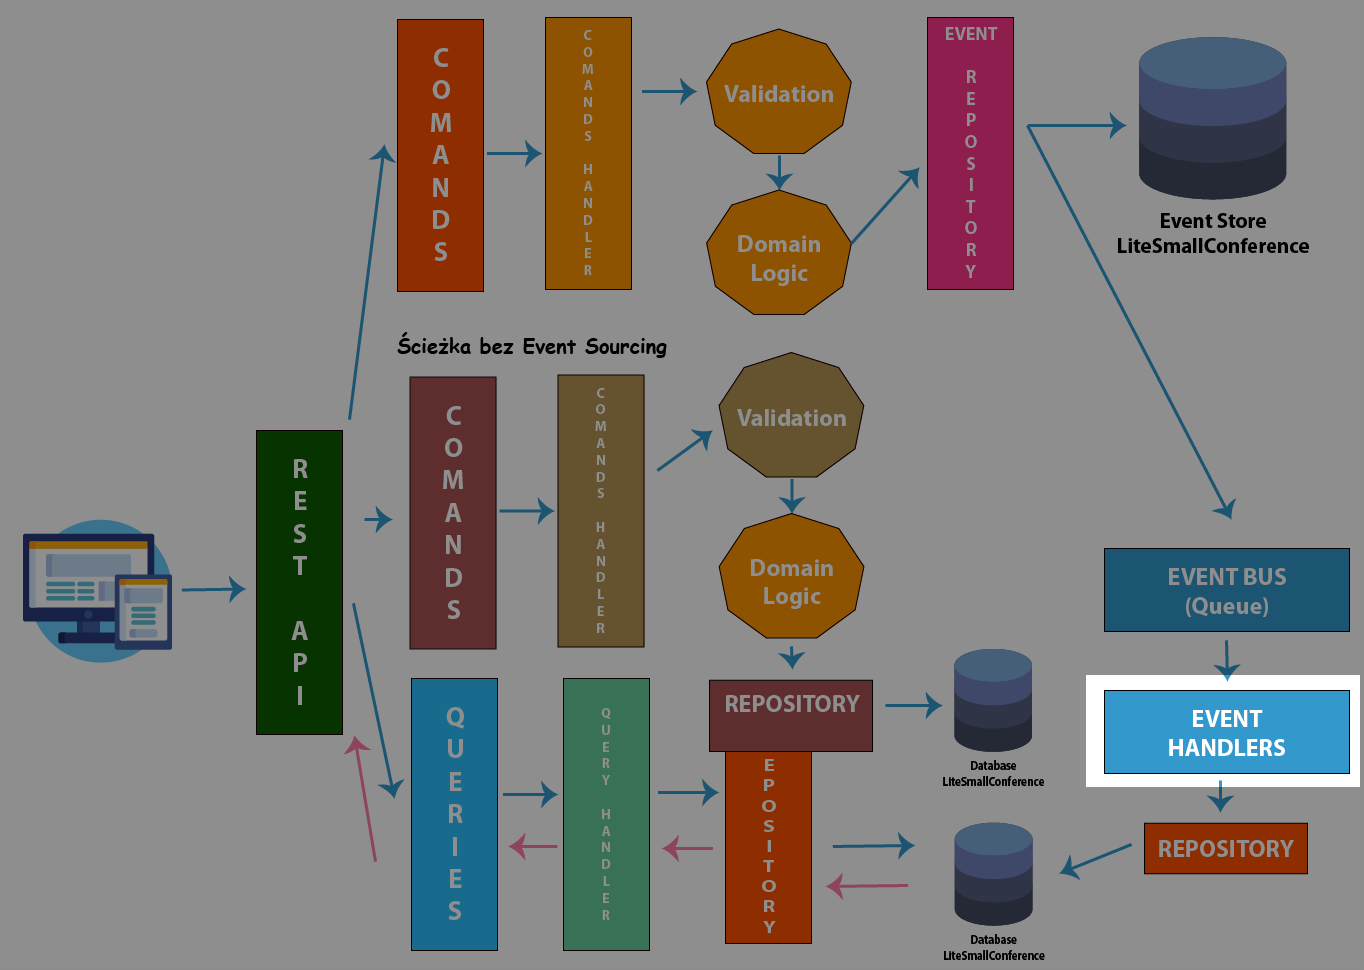 COMANDS
COMANDS HANDLER
Validation
Domain
Logic
EVENT
REPOSITORY
Event Store
LiteSmallConference
Ścieżka bez Event Sourcing
REST API
COMANDS
COMANDS HANDLER
Validation
Domain
Logic
EVENT BUS
(Queue)
EVENT
HANDLERS
REPOSITORY
QUERIES
QUERY HANDLER
REPOSITORY
EPOSITORY
Database
LiteSmallConference
Database
LiteSmallConference